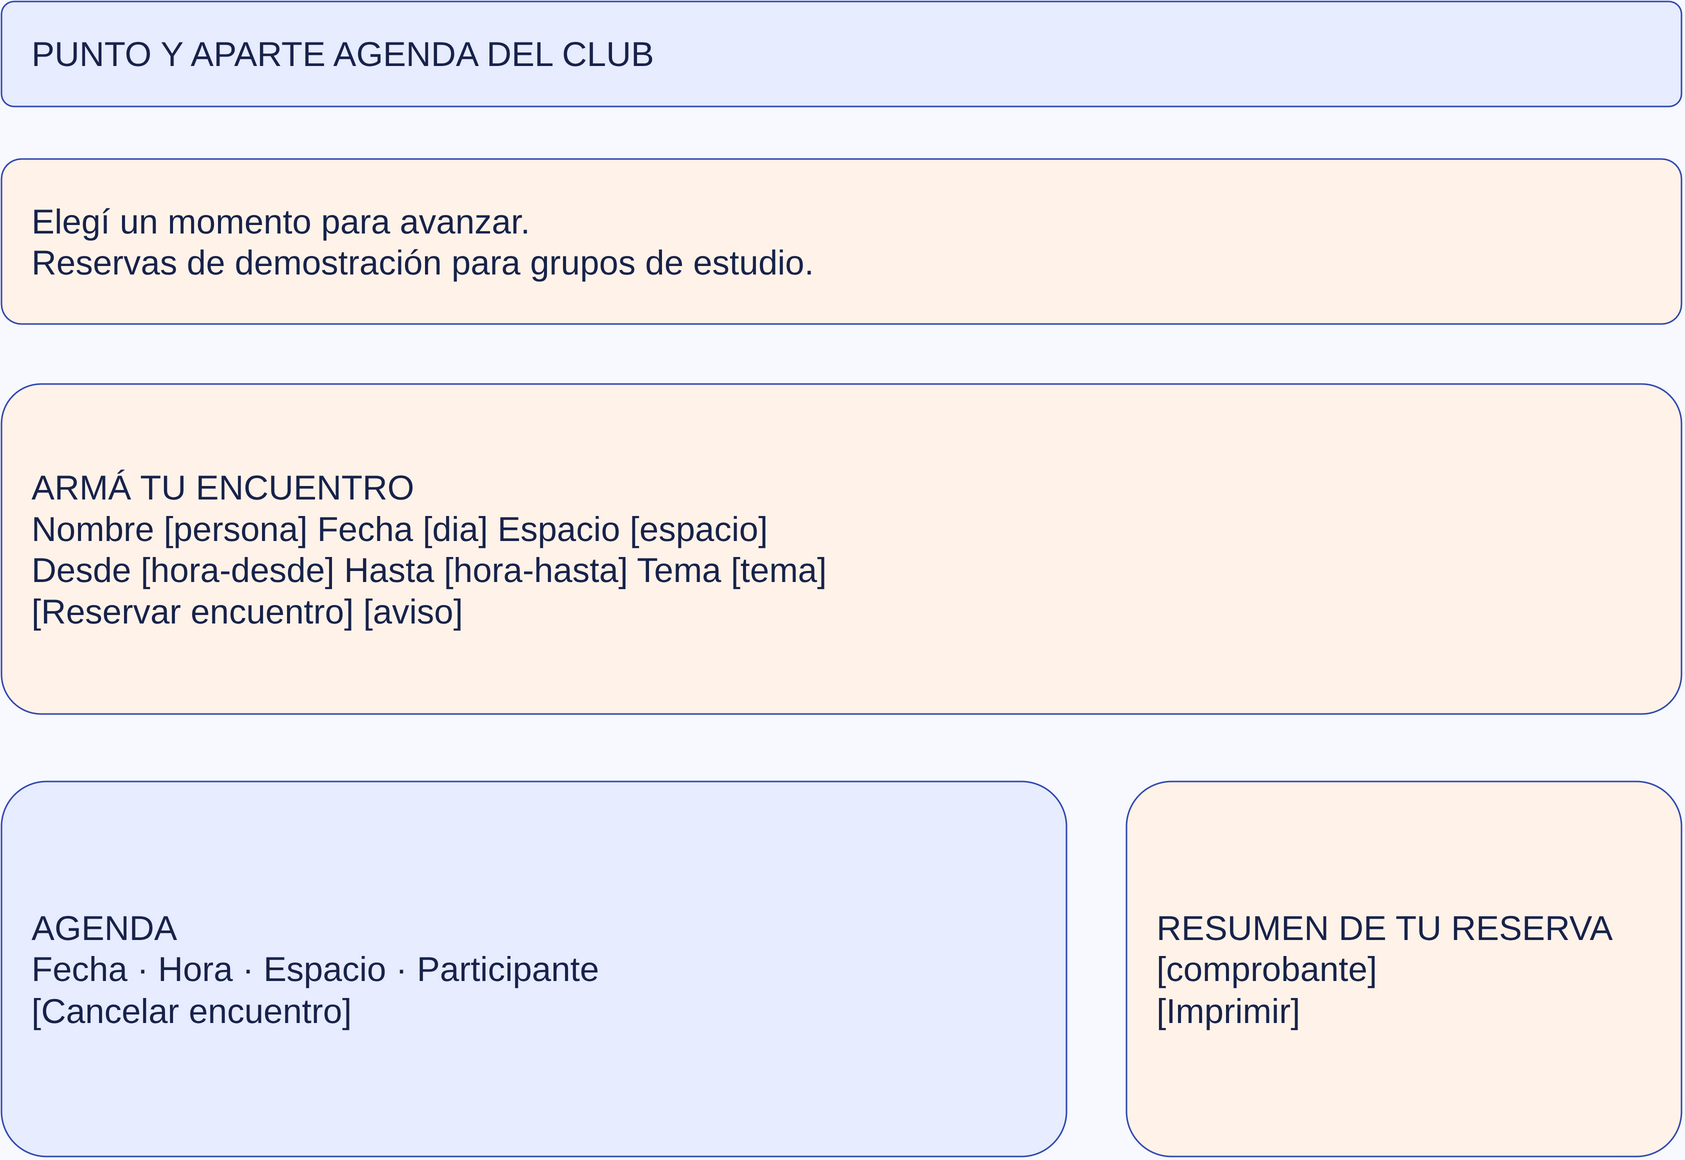 PUNTO Y APARTE AGENDA DEL CLUB
Elegí un momento para avanzar.
Reservas de demostración para grupos de estudio.
ARMÁ TU ENCUENTRO
Nombre [persona] Fecha [dia] Espacio [espacio]
Desde [hora-desde] Hasta [hora-hasta] Tema [tema]
[Reservar encuentro] [aviso]
AGENDA
Fecha · Hora · Espacio · Participante
[Cancelar encuentro]
RESUMEN DE TU RESERVA
[comprobante]
[Imprimir]